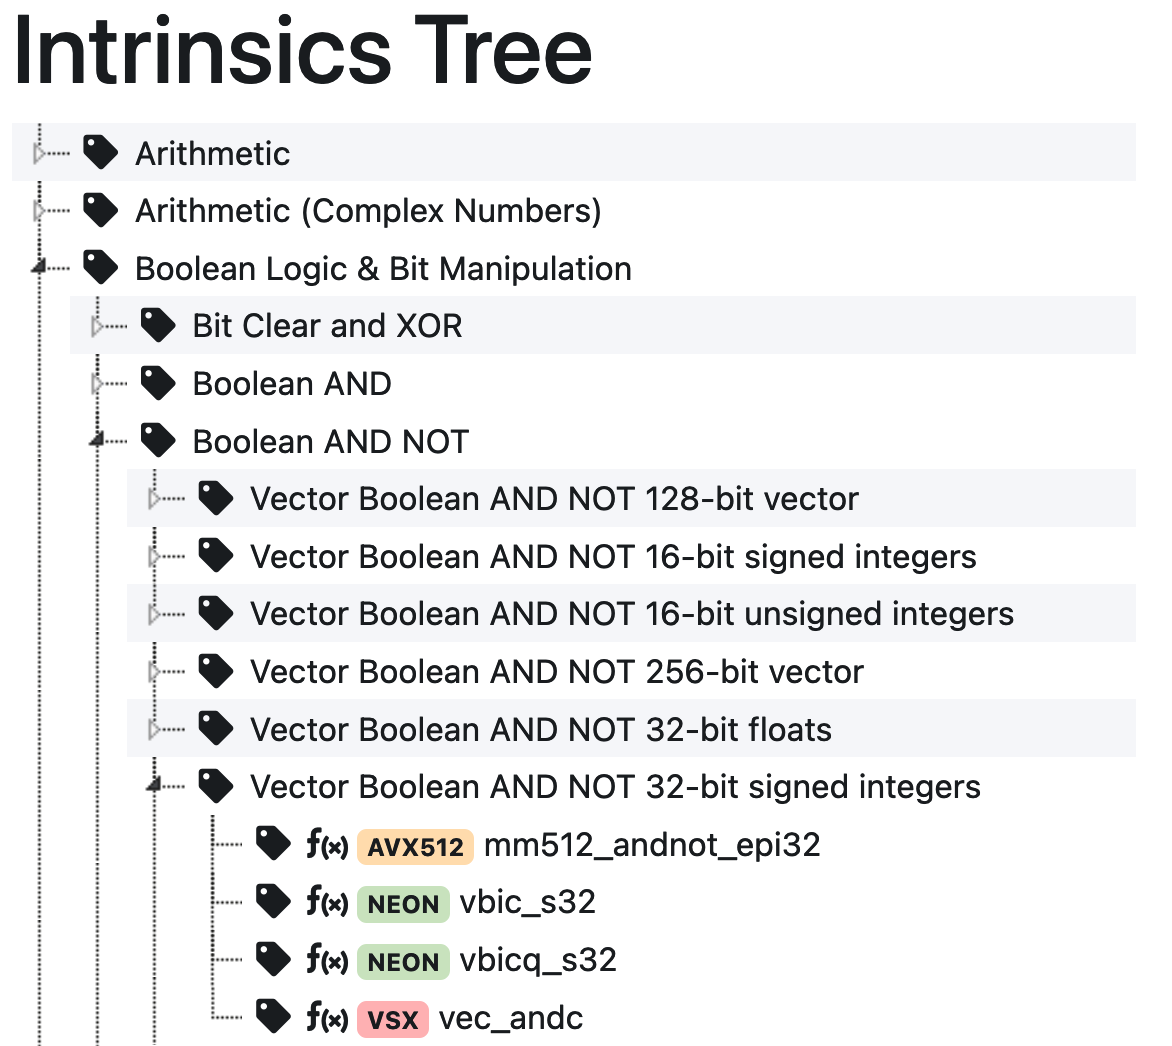 Intrinsics Tree
Arithmetic
Arithmetic (Complex Numbers)
Boolean Logic & Bit Manipulation
Bit Clear and XOR
Boolean AND
Boolean AND NOT
Vector Boolean AND NOT 128-bit vector
Vector Boolean AND NOT 16-bit signed integers
Vector Boolean AND NOT 16-bit unsigned integers
Vector Boolean AND NOT 256-bit vector
Vector Boolean AND NOT 32-bit floats
Vector Boolean AND NOT 32-bit signed integers
f(x) AVX512 mm512_andnot_epi32
f(x) NEON vbic_s32
f(x) NEON vbicq_s32
f(x) VSX vec_andc